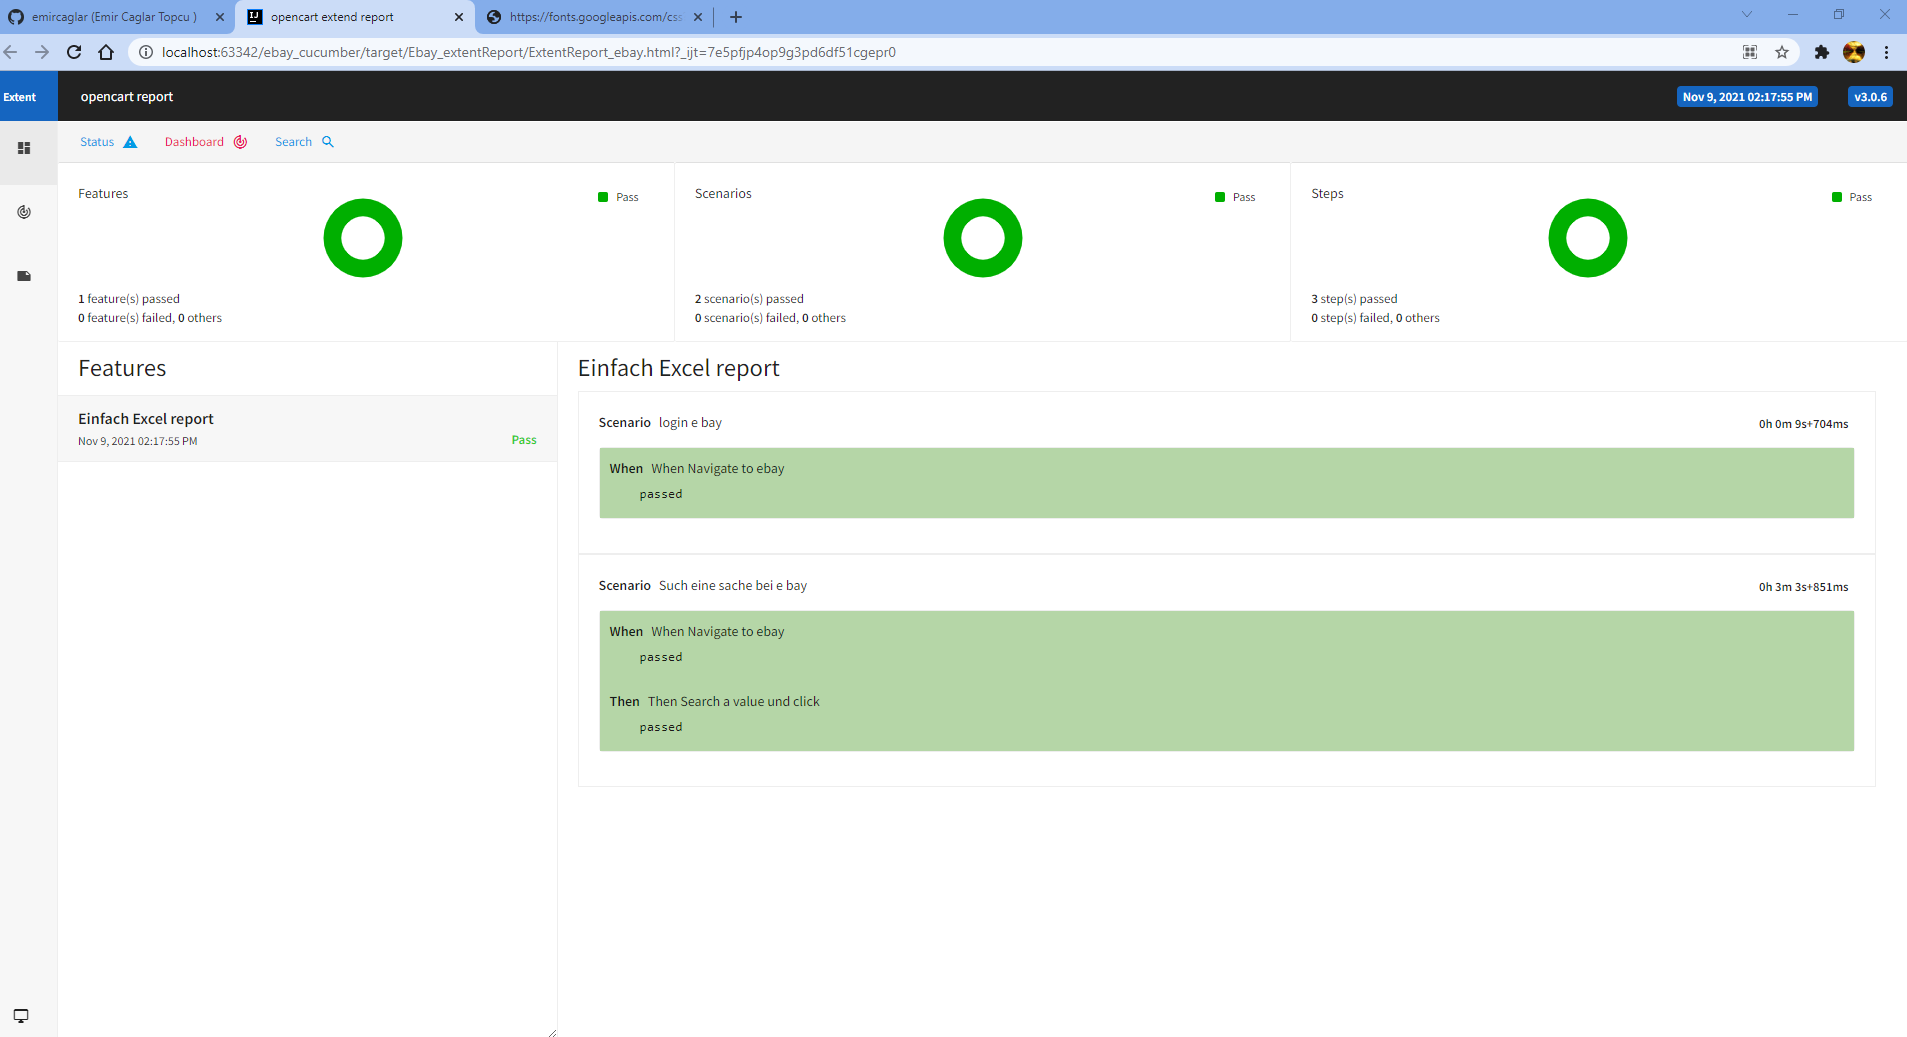 emircaglar (Emir Caglar Topcu )
opencart extend report
https://fonts.googleapis.com/css
localhost:63342/ebay_cucumber/target/Ebay_extentReport/ExtentReport_ebay.html?_ijt=7e5pfjp4op9g3pd6df51cgepr0
Extent
opencart report
Nov 9, 2021 02:17:55 PM
v3.0.6
Status
Dashboard
Search
Features
Pass
1 feature(s) passed
0 feature(s) failed, 0 others
Scenarios
Pass
2 scenario(s) passed
0 scenario(s) failed, 0 others
Steps
Pass
3 step(s) passed
0 step(s) failed, 0 others
Features
Einfach Excel report
Nov 9, 2021 02:17:55 PM
Pass
Einfach Excel report
Scenario login e bay
0h 0m 9s+704ms
When When Navigate to ebay
passed
Scenario Such eine sache bei e bay
0h 3m 3s+851ms
When When Navigate to ebay
passed
Then Then Search a value und click
passed